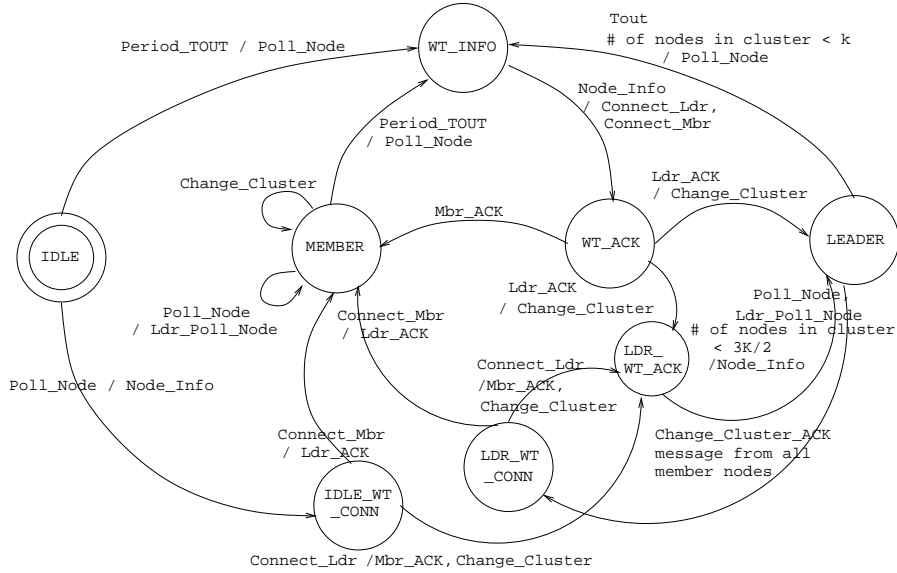 Tout
# of nodes in cluster < k
/ Poll_Node
Period_TOUT / Poll_Node
WT_INFO
Node_Info
/ Connect_Ldr,
Connect_Mbr
Period_TOUT
/ Poll_Node
Change_Cluster
Ldr_ACK
/ Change_Cluster
Mbr_ACK
IDLE
MEMBER
WT_ACK
LEADER
Ldr_ACK
/ Change_Cluster
Poll_Node
/ Ldr_Poll_Node
Connect_Mbr
/ Ldr_ACK
Poll_Node,
Ldr_Poll_Node
# of nodes in cluster
< 3K/2
/Node_Info
LDR_
WT_ACK
Connect_Ldr
/Mbr_ACK,
Change_Cluster
Poll_Node / Node_Info
Connect_Mbr
/ Ldr_ACK
Change_Cluster_ACK
message from all
member nodes
LDR_WT
_CONN
IDLE_WT
_CONN
Connect_Ldr /Mbr_ACK, Change_Cluster